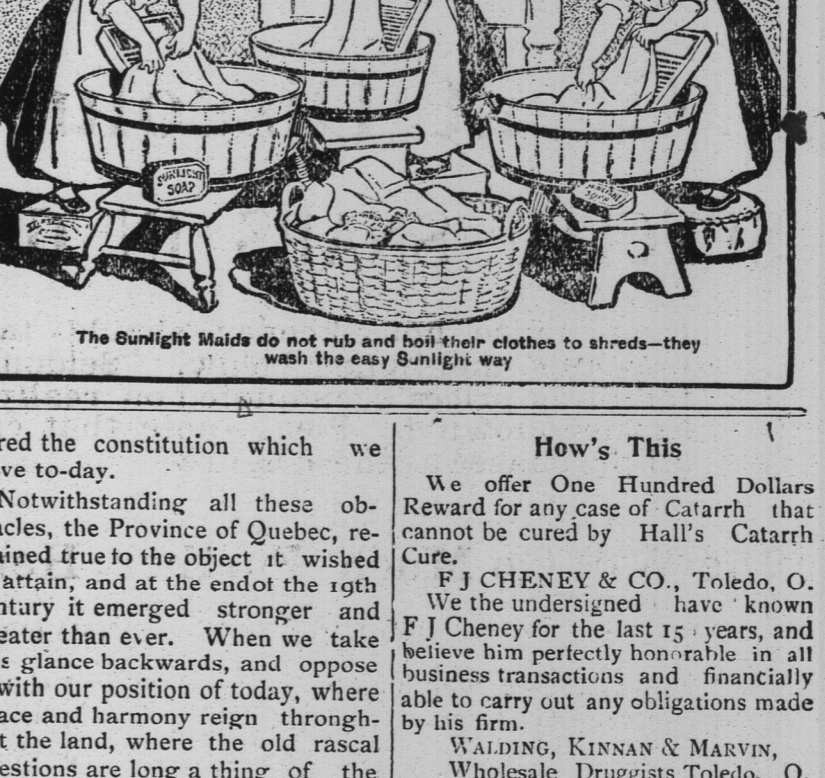 SUNLIGHT
SOAP
The Sunlight Maids do not rub and boil their clothes to shreds—they
wash the easy Sunlight way
red the constitution which we
ve to-day.
Notwithstanding all these ob-
acles, the Province of Quebec, re-
ained true to the object it wished
attain, and at the endot the 19th
ntury it emerged stronger and
eater than ever. When we take
s glance backwards, and oppose
with our position of today, where
ace and harmony reign throngh-
t the land, where the old rascal
estions are long a thing of the
How's This
We offer One Hundred Dollars
Reward for any case of Catarrh that
cannot be cured by Hall's Catarrh
Cure.
F J CHENEY & CO., Toledo, O.
We the undersigned have known
F J Cheney for the last 15 years, and
believe him perfectly honorable in all
business transactions and financially
able to carry out any obligations made
by his firm.
WALDING, KINNAN & MARVIN,
Wholesale Druggists Toledo, O.